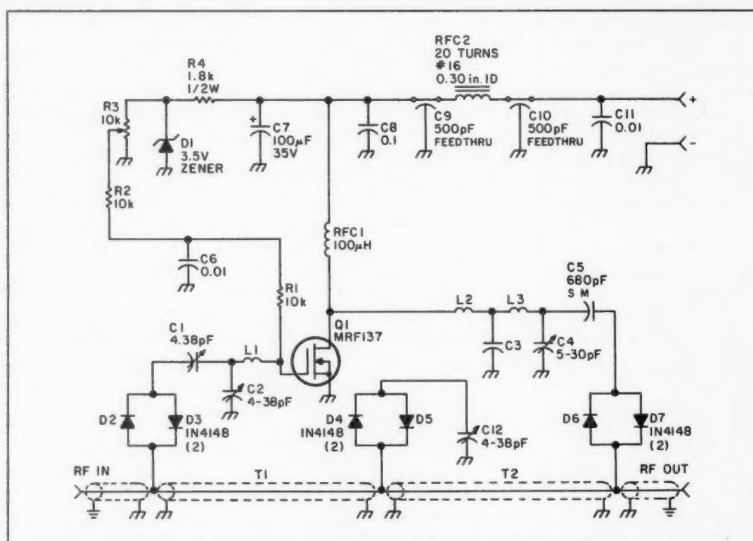 RFC2
20 TURNS
#16
0.30 in. ID
R4
1.8k
1/2W
R3
10k
D1
3.5V
ZENER
+
C7
100µF
35V
C8
0.1
C9
500pF
FEEDTHRU
C10
500pF
FEEDTHRU
C11
0.01
+
-
R2
10k
C6
0.01
R1
10k
RFC1
100µH
Q1
MRF137
L2
L3
C5
680pF
S M
C3
C4
5-30pF
C1
4.38pF
L1
C2
4-38pF
D2
D3
IN4148
(2)
D4
IN4148
(2)
D5
C12
4-38pF
D6
D7
IN4148
(2)
RF IN
T1
T2
RF OUT